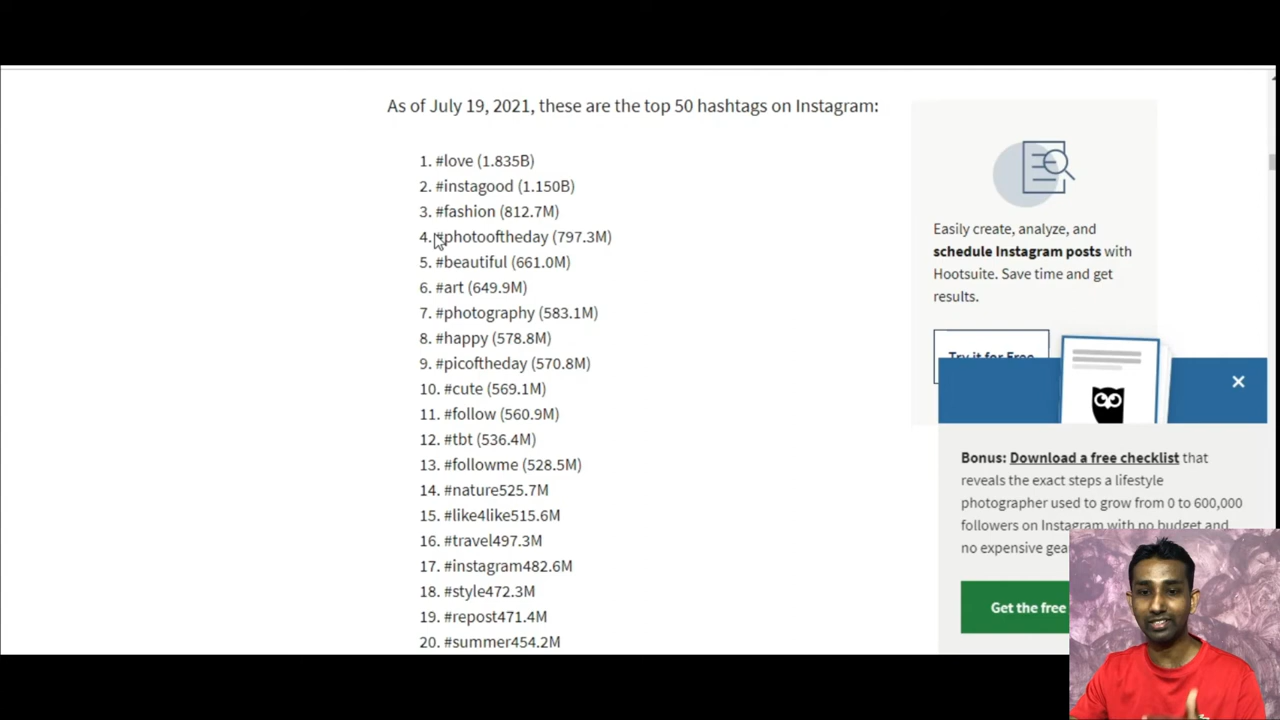 As of July 19, 2021, these are the top 50 hashtags on Instagram:
1. #love (1.835B)
2. #instagood (1.150B)
3. #fashion (812.7M)
4. #photooftheday (797.3M)
5. #beautiful (661.0M)
6. #art (649.9M)
7. #photography (583.1M)
8. #happy (578.8M)
9. #picoftheday (570.8M)
10. #cute (569.1M)
11. #follow (560.9M)
12. #tbt (536.4M)
13. #followme (528.5M)
14. #nature525.7M
15. #like4like515.6M
16. #travel497.3M
17. #instagram482.6M
18. #style472.3M
19. #repost471.4M
20. #summer454.2M
Easily create, analyze, and
schedule Instagram posts with
Hootsuite. Save time and get
results.
Try it for Free
Bonus: Download a free checklist that
reveals the exact steps a lifestyle
photographer used to grow from 0 to 600,000
followers on Instagram with no budget and
no expensive gea
Get the free